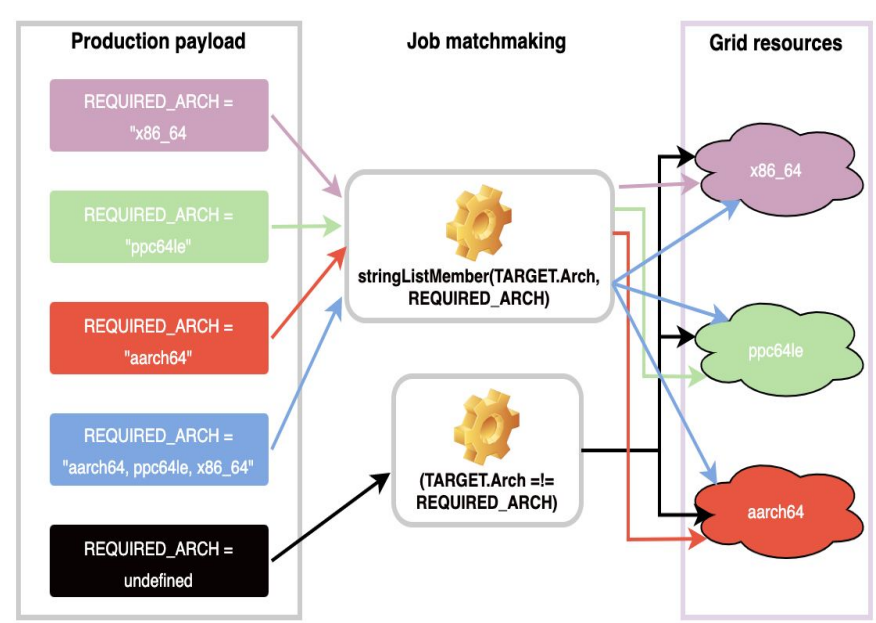 Production payload
Job matchmaking
Grid resources
REQUIRED_ARCH =
"x86_64
REQUIRED_ARCH =
"ppc64le"
REQUIRED_ARCH =
"aarch64"
REQUIRED_ARCH =
"aarch64, ppc64le, x86_64"
REQUIRED_ARCH =
undefined
stringListMember(TARGET.Arch,
REQUIRED_ARCH)
(TARGET.Arch =!=
REQUIRED_ARCH)
x86_64
ppc64le
aarch64